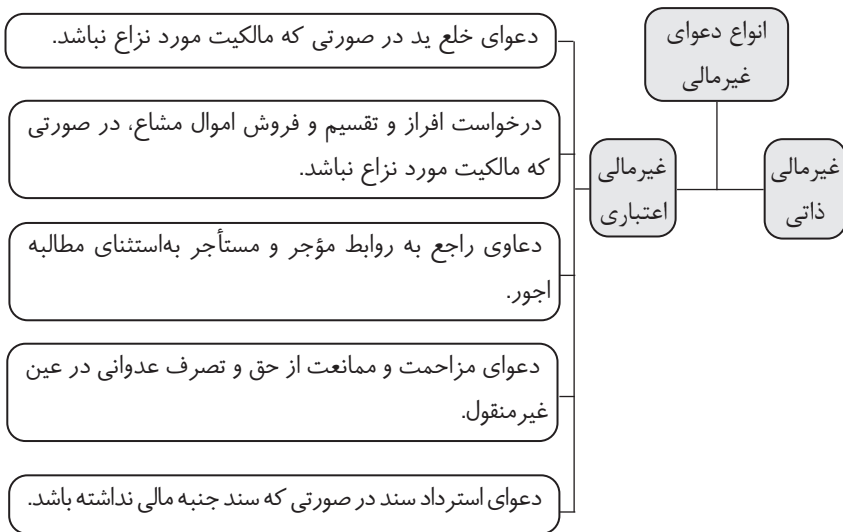 انواع دعوای
غیرمالی
غیرمالی
ذاتی
غیرمالی
اعتباری
دعوای خلع ید در صورتی که مالکیت مورد نزاع نباشد.
درخواست افراز و تقسیم و فروش اموال مشاع، در صورتی
که مالکیت مورد نزاع نباشد.
دعاوی راجع به روابط مؤجر و مستأجر به‌استثنای مطالبه
اجور.
دعوای مزاحمت و ممانعت از حق و تصرف عدوانی در عین
غیرمنقول.
دعوای استرداد سند در صورتی که سند جنبه مالی نداشته باشد.